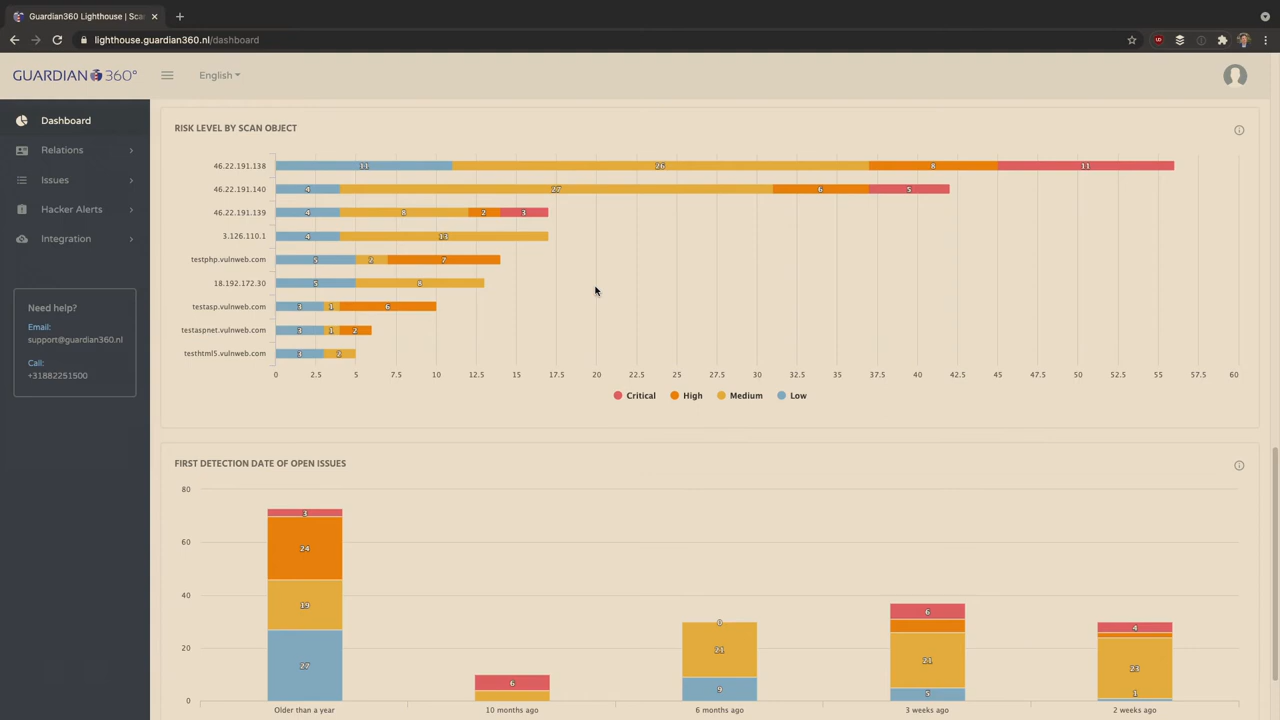 Guardian360 Lighthouse | Sca
lighthouse.guardian360.nl/dashboard
GUARDIAN 360°
English
Dashboard
Relations
Issues
Hacker Alerts
Integration
Need help?
Email:
support@guardian360.nl
Call:
+31882251500
RISK LEVEL BY SCAN OBJECT
46.22.191.138 11 26 8 11
46.22.191.140 4 27 6 5
46.22.191.139 4 8 2 3
3.126.110.1 4 13
testphp.vulnweb.com 5 2 7
18.192.172.30 5 8
testasp.vulnweb.com 3 1 6
testaspnet.vulnweb.com 3 1 2
testhtml5.vulnweb.com 3 2
0 2.5 5 7.5 10 12.5 15 17.5 20 22.5 25 27.5 30 32.5 35 37.5 40 42.5 45 47.5 50 52.5 55 57.5 60
Critical High Medium Low
FIRST DETECTION DATE OF OPEN ISSUES
80
60
40
20
0
3
24
19
27
6
0
21
9
6
21
5
4
23
1
Older than a year 10 months ago 6 months ago 3 weeks ago 2 weeks ago